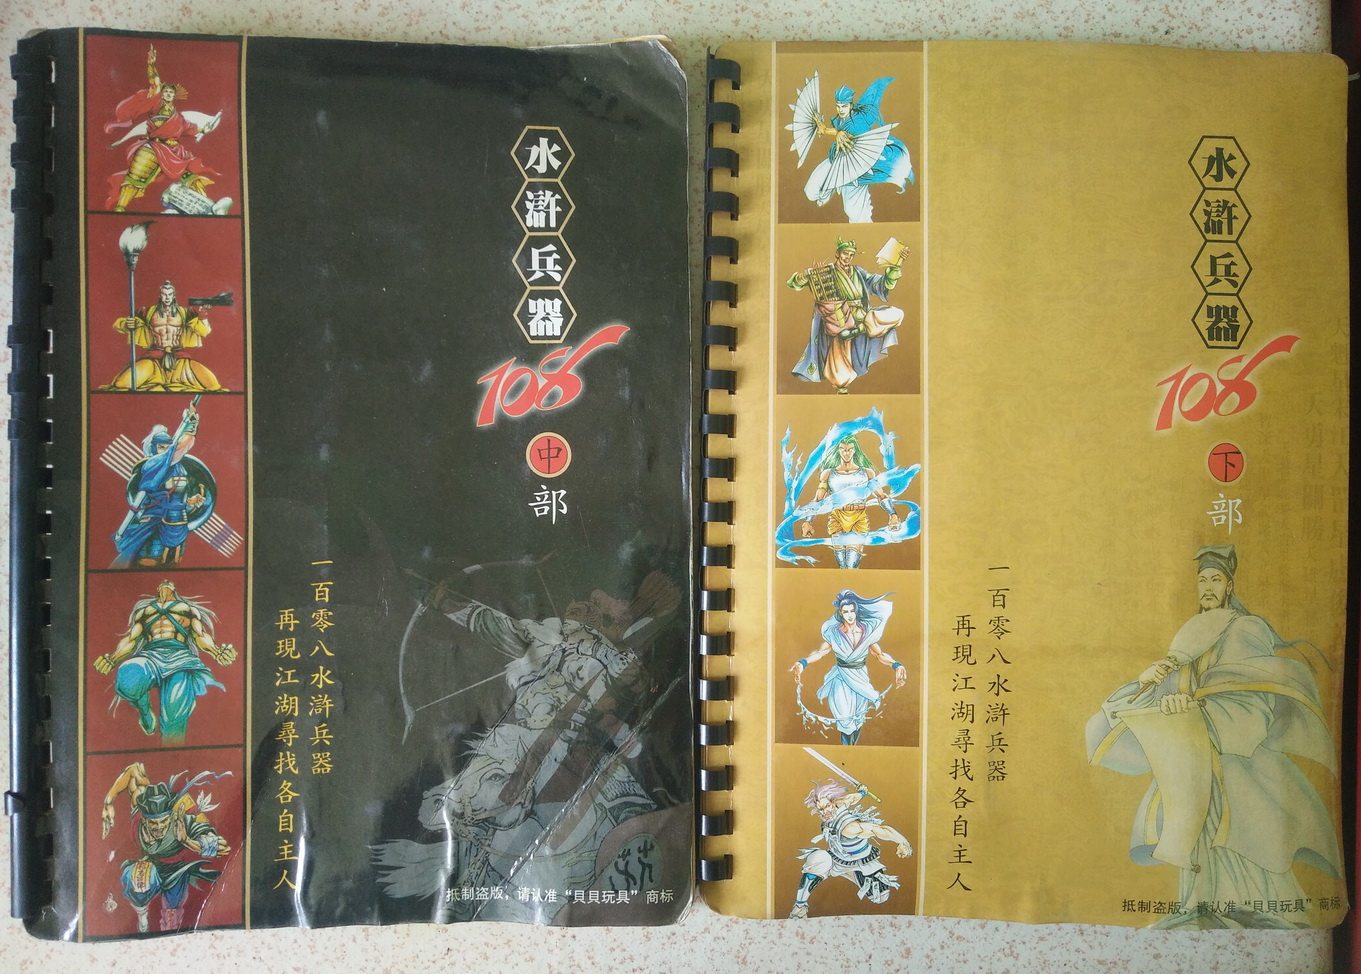 水滸兵器
108
中
部
一百零八水滸兵器
再現江湖尋找各自主人
抵制盗版，请认准“貝貝玩具”商标
水滸兵器
108
下
部
一百零八水滸兵器
再現江湖尋找各自主人
抵制盗版，请认准“貝貝玩具”商标